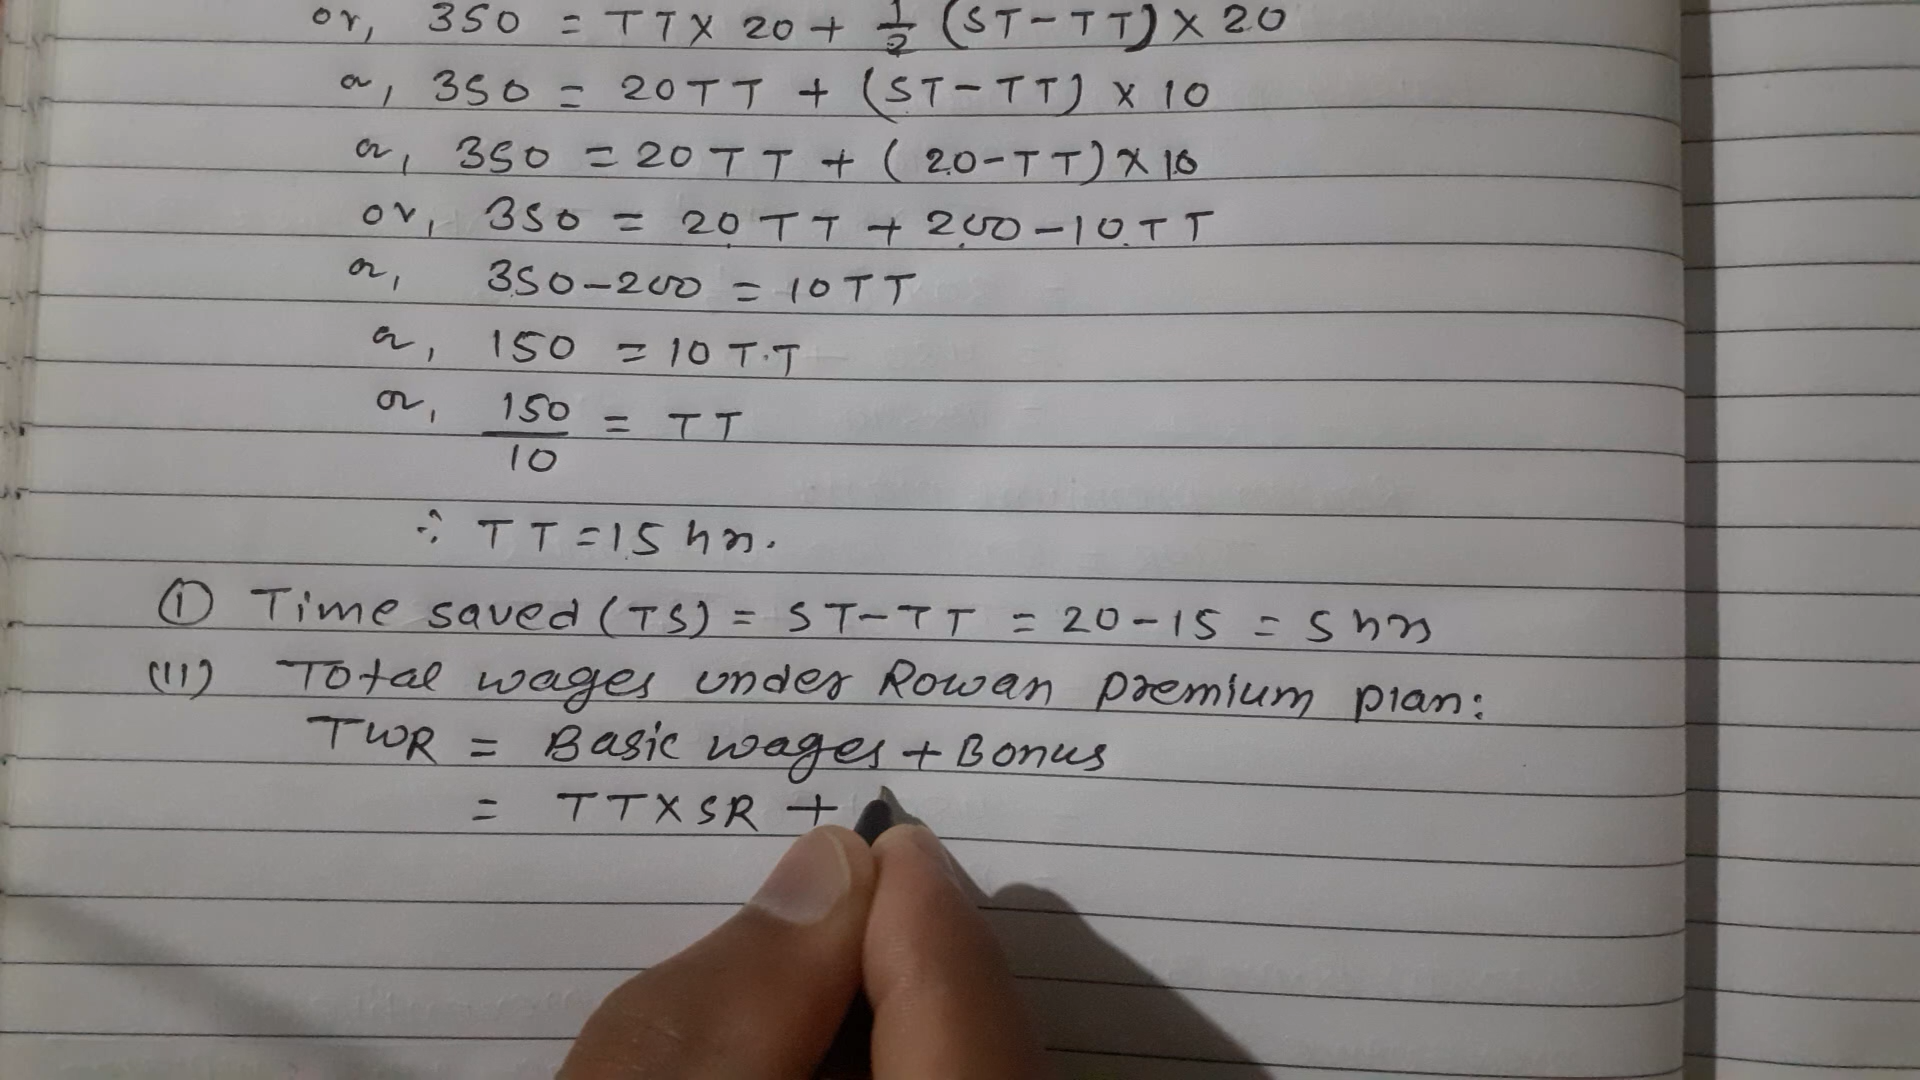 or, 350 = TT X 20 + 1/2 (ST-TT) X 20
or, 350 = 20TT + (ST-TT) X 10
or, 350 = 20TT + (20-TT) X 10
or, 350 = 20TT + 200-10TT
or, 350-200 = 10TT
or, 150 = 10 T.T
or, 150/10 = TT
∴ TT = 15 hrs.
(i) Time saved (TS) = ST-TT = 20-15 = 5 hrs
(ii) Total wages under Rowan premium plan:
TWR = Basic wages + Bonus
= TT X SR +